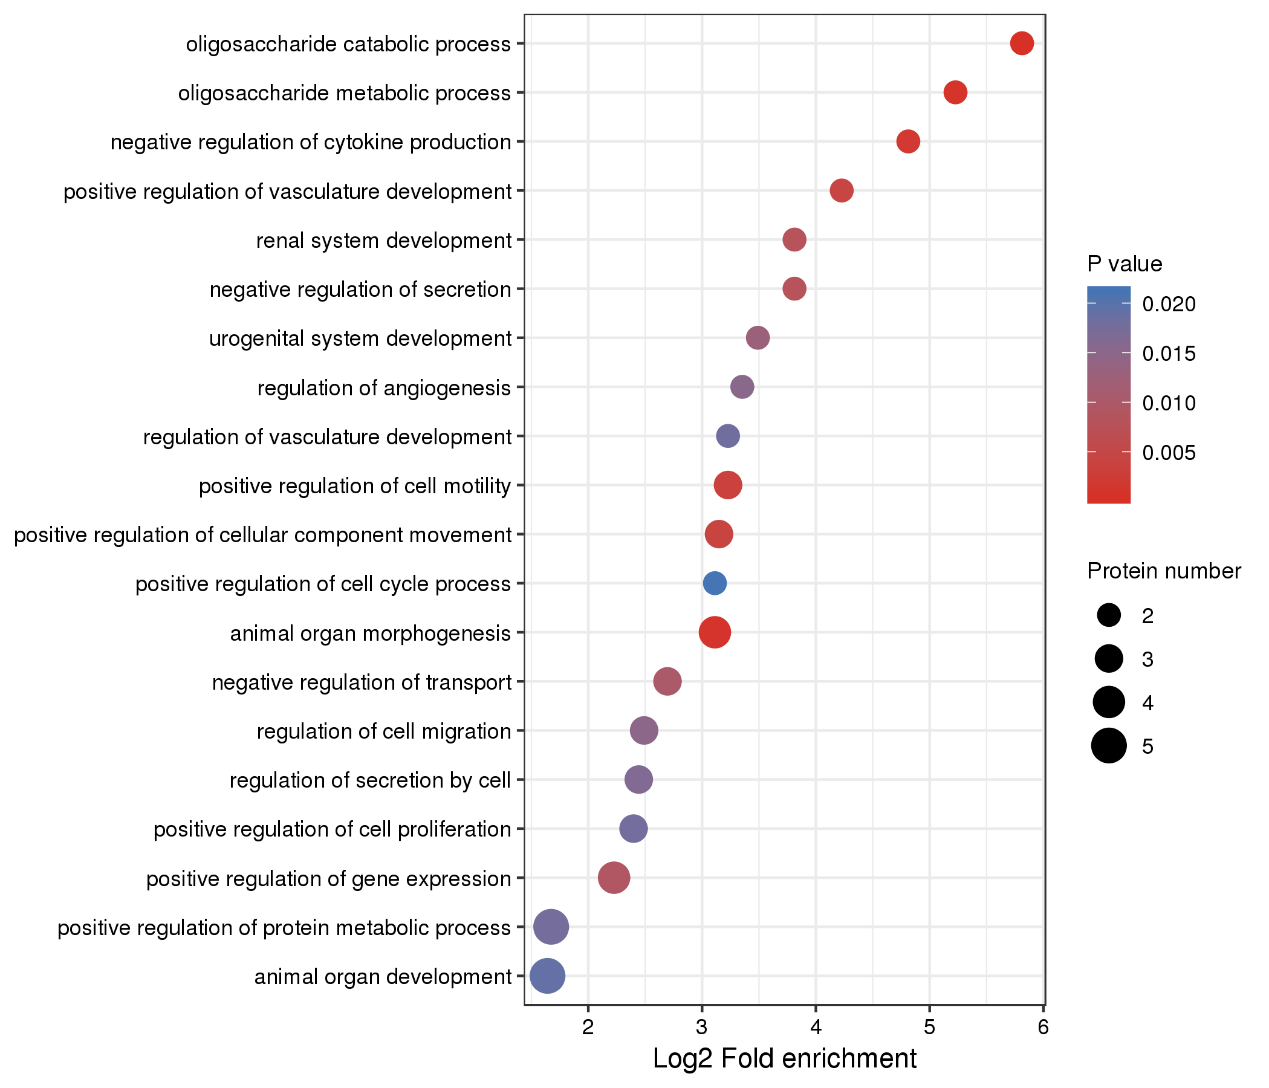 oligosaccharide catabolic process
oligosaccharide metabolic process
negative regulation of cytokine production
positive regulation of vasculature development
renal system development
negative regulation of secretion
urogenital system development
regulation of angiogenesis
regulation of vasculature development
positive regulation of cell motility
positive regulation of cellular component movement
positive regulation of cell cycle process
animal organ morphogenesis
negative regulation of transport
regulation of cell migration
regulation of secretion by cell
positive regulation of cell proliferation
positive regulation of gene expression
positive regulation of protein metabolic process
animal organ development
2 3 4 5 6
Log2 Fold enrichment
P value
0.020
0.015
0.010
0.005
Protein number
2
3
4
5